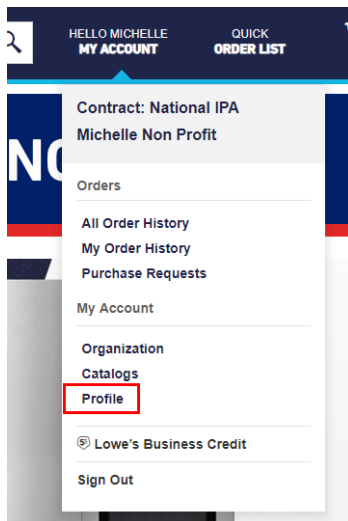 HELLO MICHELLE
MY ACCOUNT
QUICK
ORDER LIST
NO
Contract: National IPA
Michelle Non Profit
Orders
All Order History
My Order History
Purchase Requests
My Account
Organization
Catalogs
Profile
Lowe's Business Credit
Sign Out